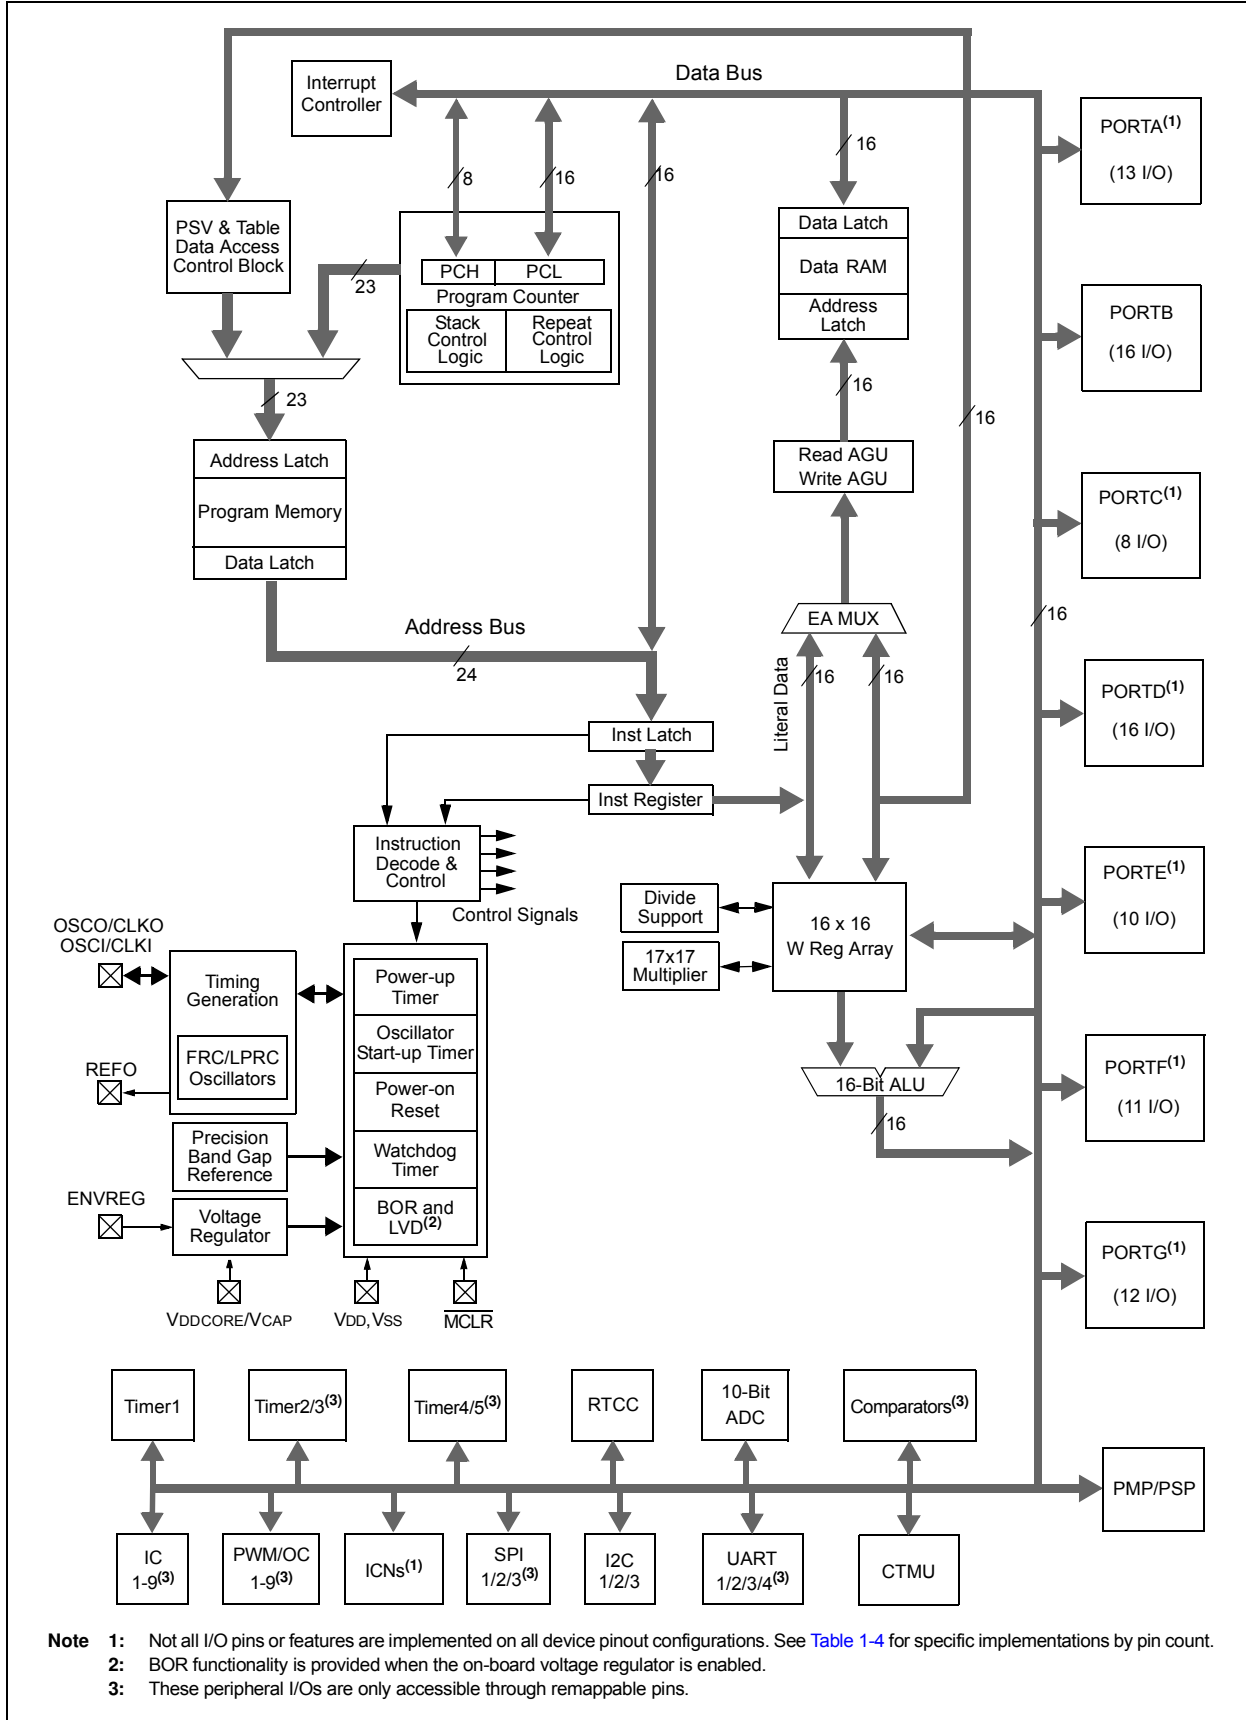 Data Bus
Interrupt
Controller
PORTA(1)
(13 I/O)
16
8
16
16
PSV & Table
Data Access
Control Block
Data Latch
Data RAM
Address
Latch
PCH
PCL
Program Counter
Stack
Control
Logic
Repeat
Control
Logic
23
PORTB
(16 I/O)
16
23
16
Read AGU
Write AGU
Address Latch
Program Memory
Data Latch
PORTC(1)
(8 I/O)
EA MUX
16
Address Bus
24
Literal Data
16
16
PORTD(1)
(16 I/O)
Inst Latch
Inst Register
Instruction
Decode &
Control
Control Signals
Divide
Support
17x17
Multiplier
16 x 16
W Reg Array
PORTE(1)
(10 I/O)
OSCO/CLKO
OSCI/CLKI
Timing
Generation
FRC/LPRC
Oscillators
REFO
Power-up
Timer
Oscillator
Start-up Timer
Power-on
Reset
Watchdog
Timer
BOR and
LVD(2)
16-Bit ALU
16
PORTF(1)
(11 I/O)
Precision
Band Gap
Reference
ENVREG
Voltage
Regulator
VDDCORE/VCAP
VDD, VSS
MCLR
PORTG(1)
(12 I/O)
Timer1
Timer2/3(3)
Timer4/5(3)
RTCC
10-Bit
ADC
Comparators(3)
PMP/PSP
IC
1-9(3)
PWM/OC
1-9(3)
ICNs(1)
SPI
1/2/3(3)
I2C
1/2/3
UART
1/2/3/4(3)
CTMU
Note 1: Not all I/O pins or features are implemented on all device pinout configurations. See Table 1-4 for specific implementations by pin count.
2: BOR functionality is provided when the on-board voltage regulator is enabled.
3: These peripheral I/Os are only accessible through remappable pins.